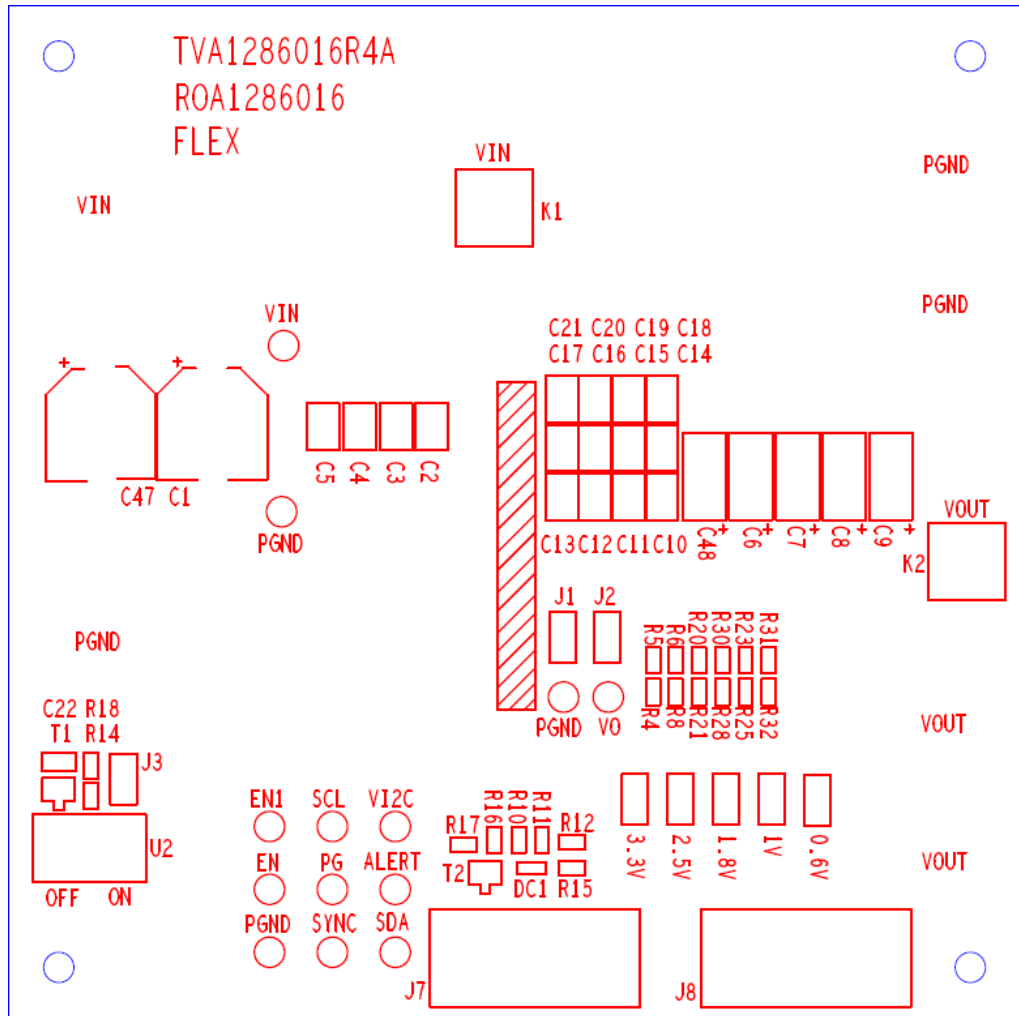 TVA1286016R4A
ROA1286016
FLEX
VIN
PGND
VIN
K1
PGND
VIN
C21 C20 C19 C18
C17 C16 C15 C14
+ +
C5 C4 C3 C2
C47 C1
PGND
C13 C12 C11 C10
C48 + C6 + C7 + C8 + C9 +
VOUT
K2
J1 J2
PGND
R5 R6 R20 R30 R23 R31
R4 R8 R21 R28 R25 R32
PGND VO
VOUT
C22 R18
T1 R14
J3
U2
OFF ON
EN1 SCL VI2C
EN PG ALERT
PGND SYNC SDA
R17 R16 R10 R11 R12
T2 DC1 R15
3.3V 2.5V 1.8V 1V 0.6V
VOUT
J7 J8